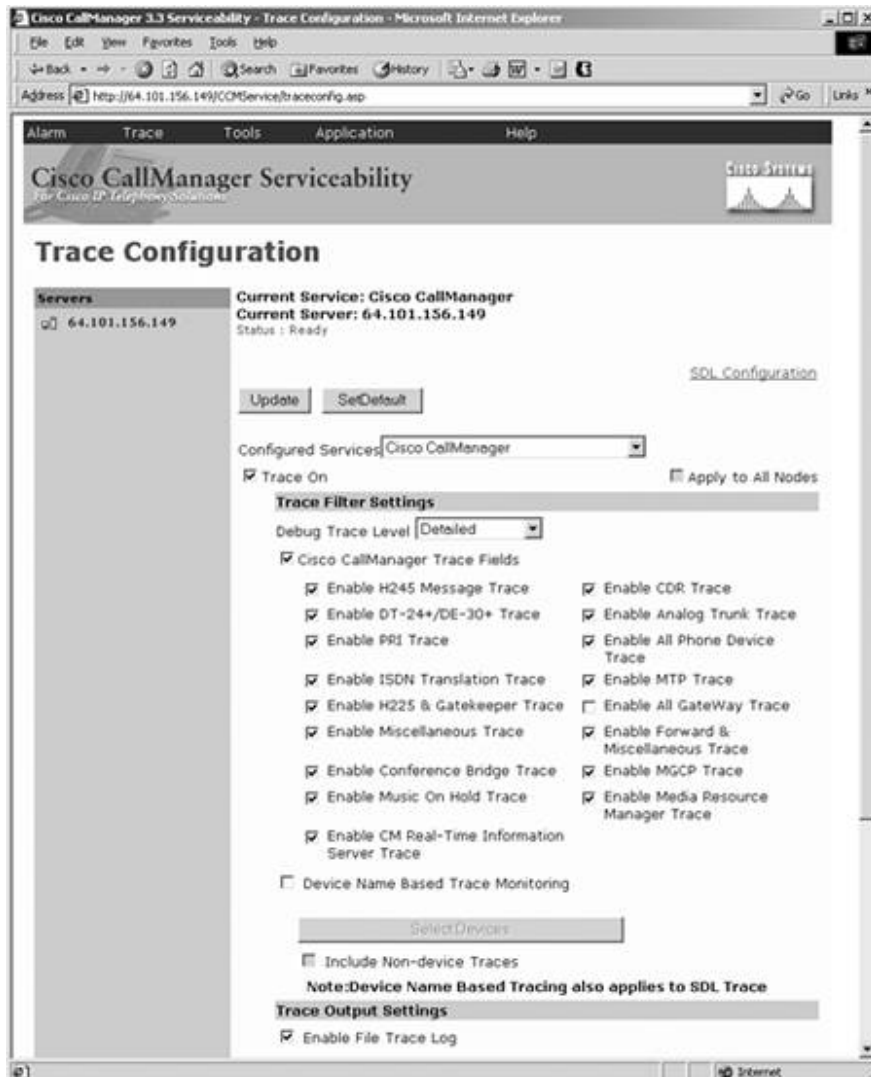 Cisco CallManager 3.3 Serviceability - Trace Configuration - Microsoft Internet Explorer
File Edit View Favorites Tools Help
Back Search Favorites History
Address http://64.101.156.149/CCMService/traceconfig.asp Go Links »
Alarm Trace Tools Application Help
Cisco CallManager Serviceability
For Cisco IP Telephony Solutions
Cisco Systems
Trace Configuration
Servers
64.101.156.149
Current Service: Cisco CallManager
Current Server: 64.101.156.149
Status : Ready
SDL Configuration
Update SetDefault
Configured Services Cisco CallManager
Trace On Apply to All Nodes
Trace Filter Settings
Debug Trace Level Detailed
Cisco CallManager Trace Fields
Enable H245 Message Trace Enable CDR Trace
Enable DT-24+/DE-30+ Trace Enable Analog Trunk Trace
Enable PRI Trace Enable All Phone Device
Trace
Enable ISDN Translation Trace Enable MTP Trace
Enable H225 & Gatekeeper Trace Enable All GateWay Trace
Enable Miscellaneous Trace Enable Forward &
Miscellaneous Trace
Enable Conference Bridge Trace Enable MGCP Trace
Enable Music On Hold Trace Enable Media Resource
Manager Trace
Enable CM Real-Time Information
Server Trace
Device Name Based Trace Monitoring
Select Devices
Include Non-device Traces
Note:Device Name Based Tracing also applies to SDL Trace
Trace Output Settings
Enable File Trace Log
Internet